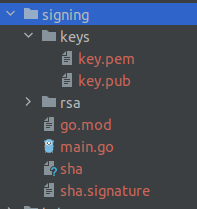 signing
keys
key.pem
key.pub
rsa
go.mod
main.go
sha
sha.signature